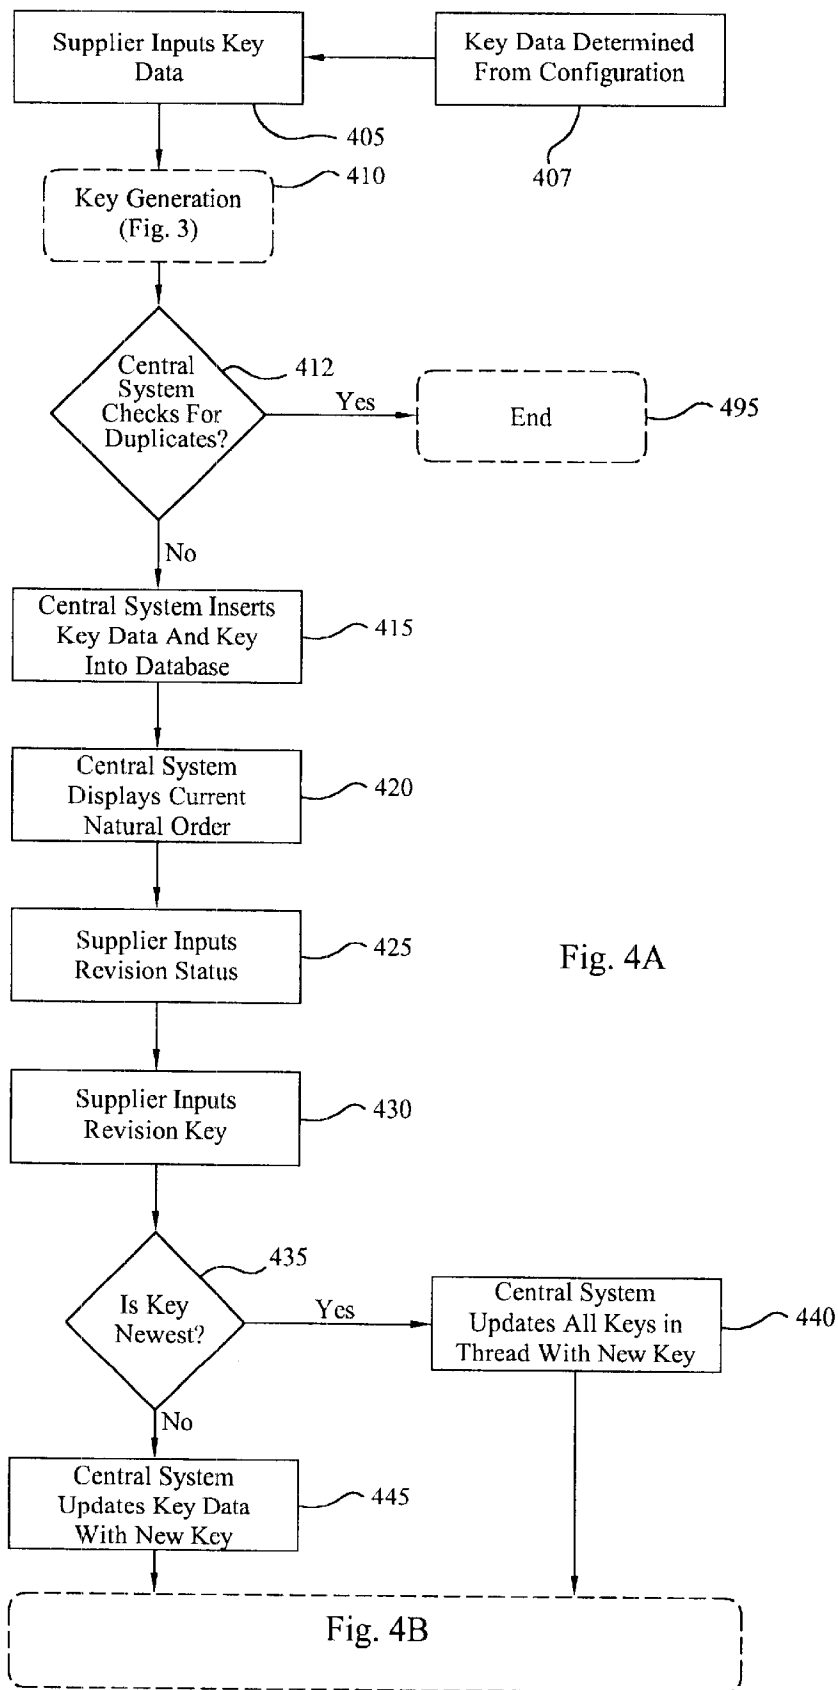 Supplier Inputs Key
Data
Key Data Determined
From Configuration
405
407
Key Generation
(Fig. 3)
410
Central
System
Checks For
Duplicates?
412
Yes
End
495
No
Central System Inserts
Key Data And Key
Into Database
415
Central System
Displays Current
Natural Order
420
Supplier Inputs
Revision Status
425
Fig. 4A
Supplier Inputs
Revision Key
430
Is Key
Newest?
435
Yes
Central System
Updates All Keys in
Thread With New Key
440
No
Central System
Updates Key Data
With New Key
445
Fig. 4B